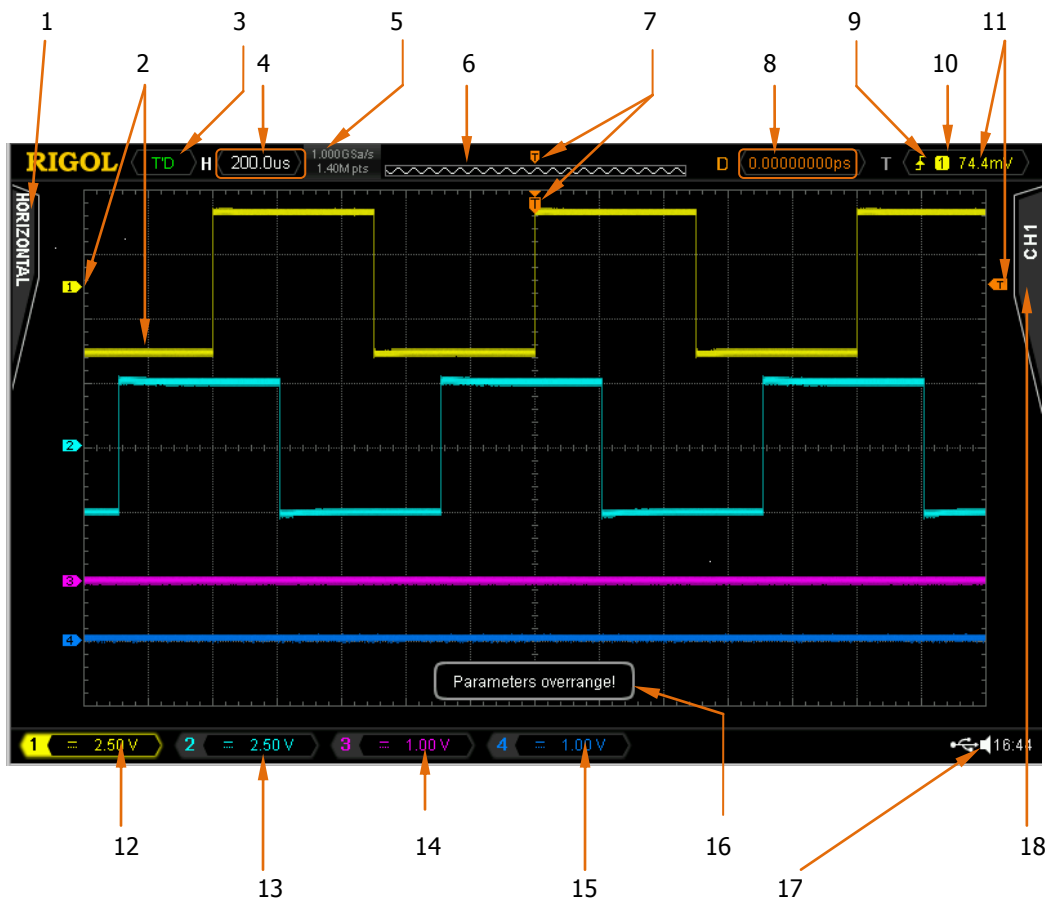 1 3 5 7 9 11
2 4 6 8 10
RIGOL T'D H 200.0us 1.000GSa/s D 0.00000000ps T 1 74.4mV
1.40M pts
T
HORIZONTAL
T
CH1
1
T
2
3
4
Parameters overrange!
1 2.50 V 2 2.50 V 3 1.00 V 4 1.00 V 16:44
12 14 16 18
13 15 17